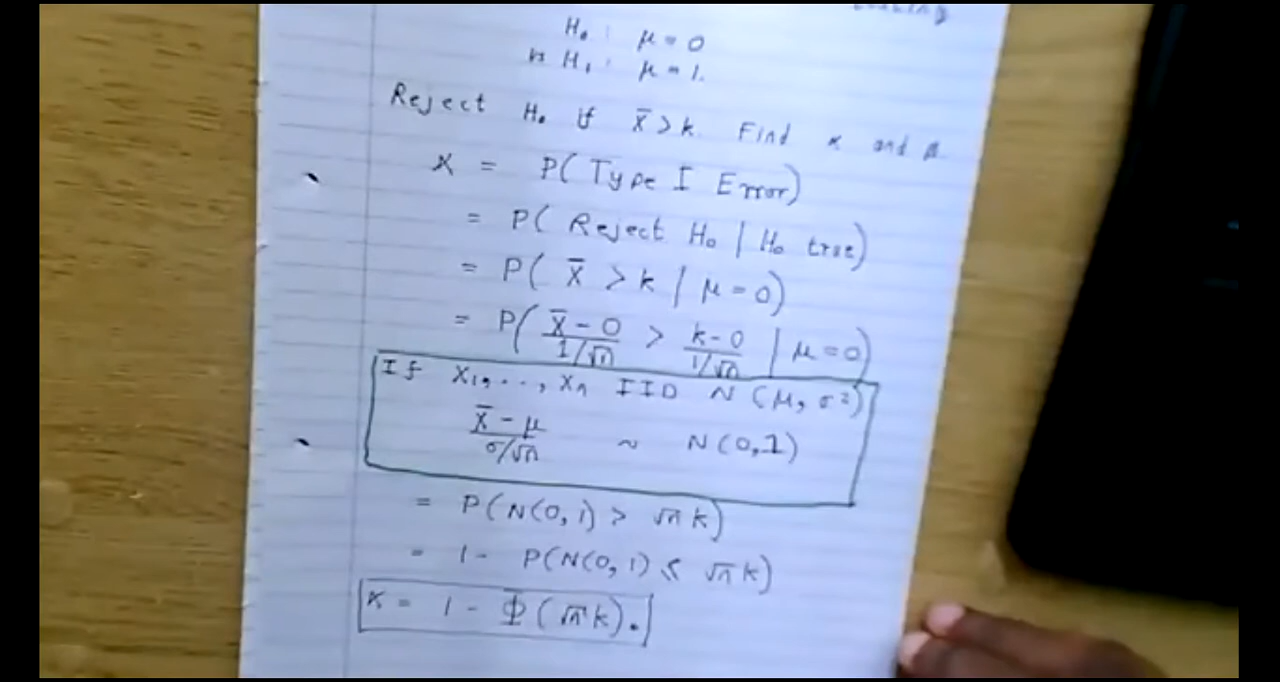 H₀ : μ = 0
vs H₁ : μ = 1.
Reject H₀ if X̄ > k. Find α and β.
α = P( Type I Error)
= P( Reject H₀ | H₀ true)
= P( X̄ > k | μ = 0)
= P( (X̄ - 0)/(1/√n) > (k - 0)/(1/√n) | μ = 0)
If X₁, ..., Xₙ IID N (μ, σ²)
(X̄ - μ)/(σ/√n) ~ N(0,1)
= P(N(0,1) > √n k)
= 1 - P(N(0,1) ≤ √n k)
α = 1 - Φ(√n k).